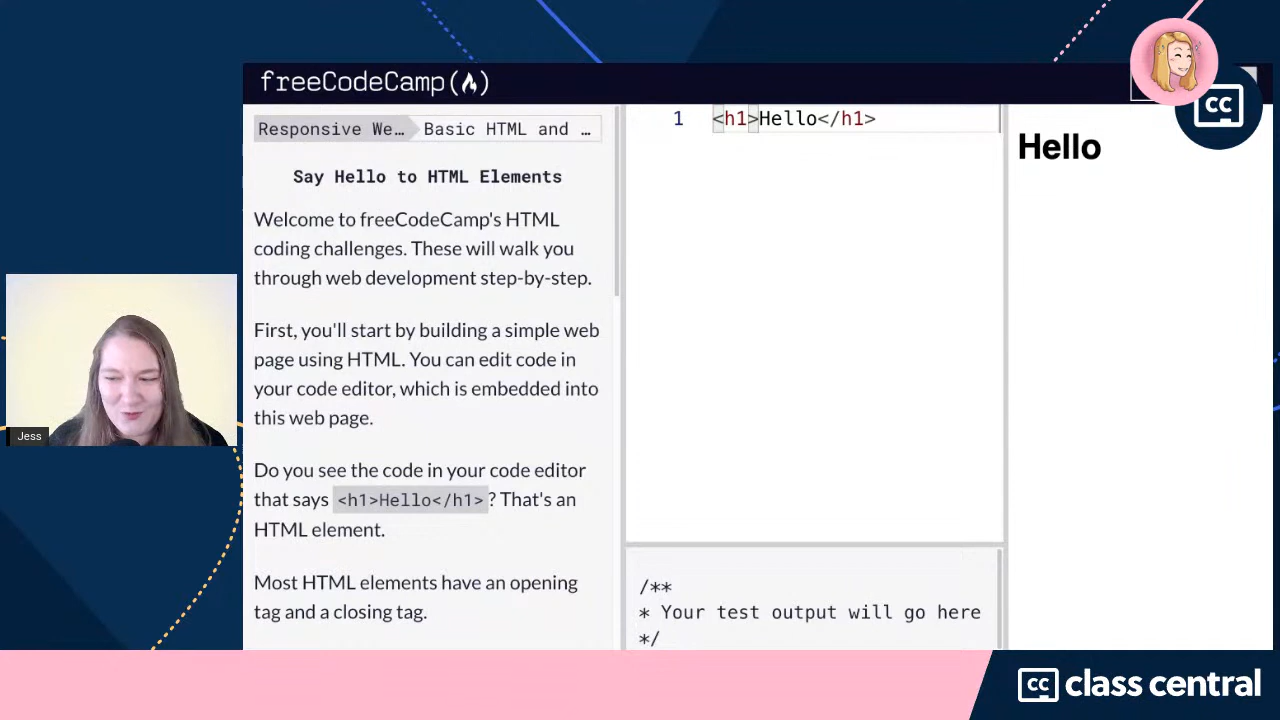 freeCodeCamp
Responsive We… Basic HTML and …
Say Hello to HTML Elements
Welcome to freeCodeCamp's HTML
coding challenges. These will walk you
through web development step-by-step.
First, you'll start by building a simple web
page using HTML. You can edit code in
your code editor, which is embedded into
this web page.
Do you see the code in your code editor
that says <h1>Hello</h1>? That's an
HTML element.
Most HTML elements have an opening
tag and a closing tag.
1 <h1>Hello</h1>
/**
* Your test output will go here
*/
Hello
cc
Jess
cc class central